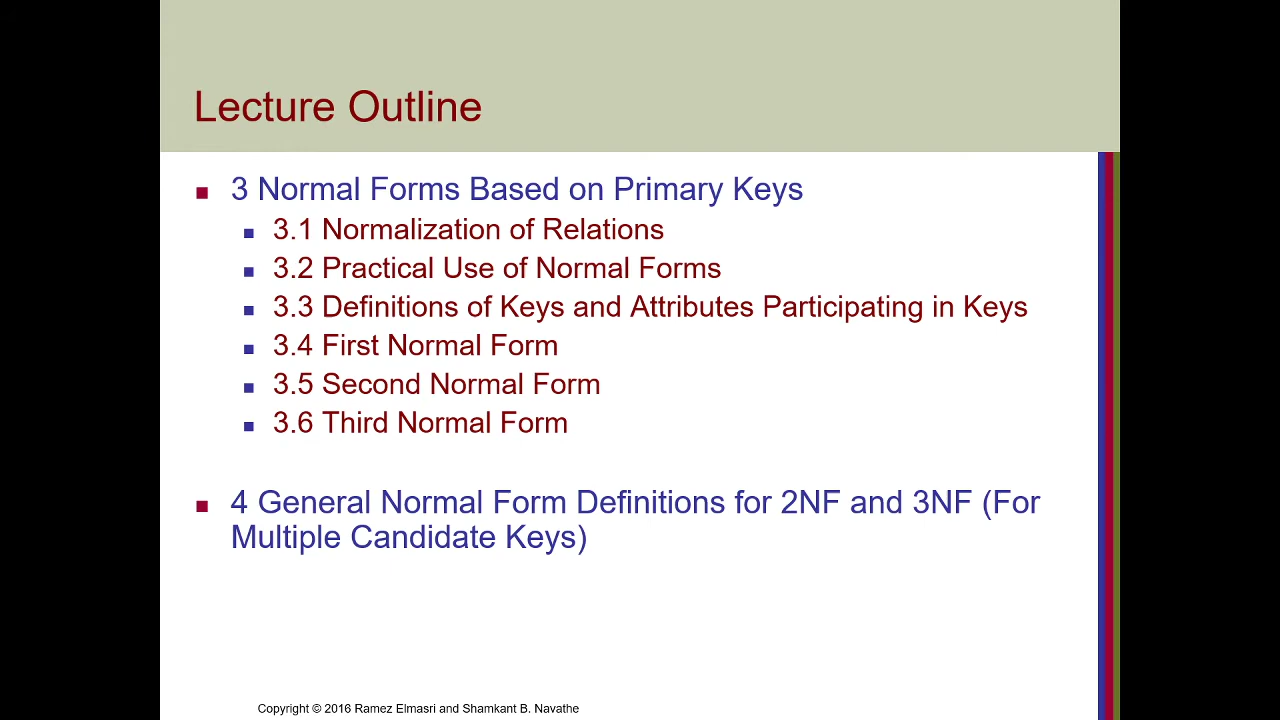 Lecture Outline
3 Normal Forms Based on Primary Keys
3.1 Normalization of Relations
3.2 Practical Use of Normal Forms
3.3 Definitions of Keys and Attributes Participating in Keys
3.4 First Normal Form
3.5 Second Normal Form
3.6 Third Normal Form
4 General Normal Form Definitions for 2NF and 3NF (For
Multiple Candidate Keys)
Copyright © 2016 Ramez Elmasri and Shamkant B. Navathe